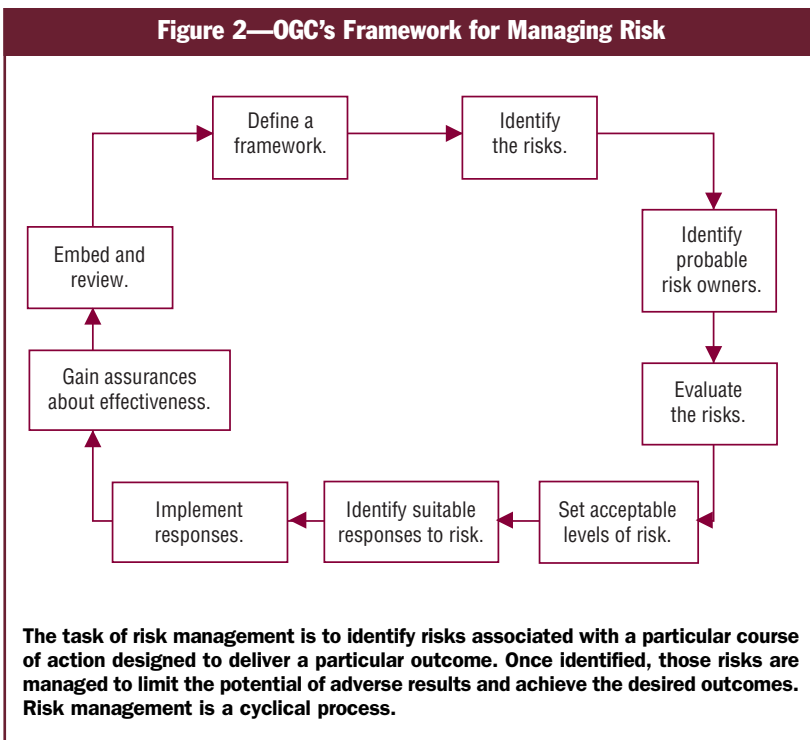 Figure 2—OGC's Framework for Managing Risk
Define a
framework.
Identify
the risks.
Identify
probable
risk owners.
Evaluate
the risks.
Set acceptable
levels of risk.
Identify suitable
responses to risk.
Implement
responses.
Gain assurances
about effectiveness.
Embed and
review.
The task of risk management is to identify risks associated with a particular course
of action designed to deliver a particular outcome. Once identified, those risks are
managed to limit the potential of adverse results and achieve the desired outcomes.
Risk management is a cyclical process.